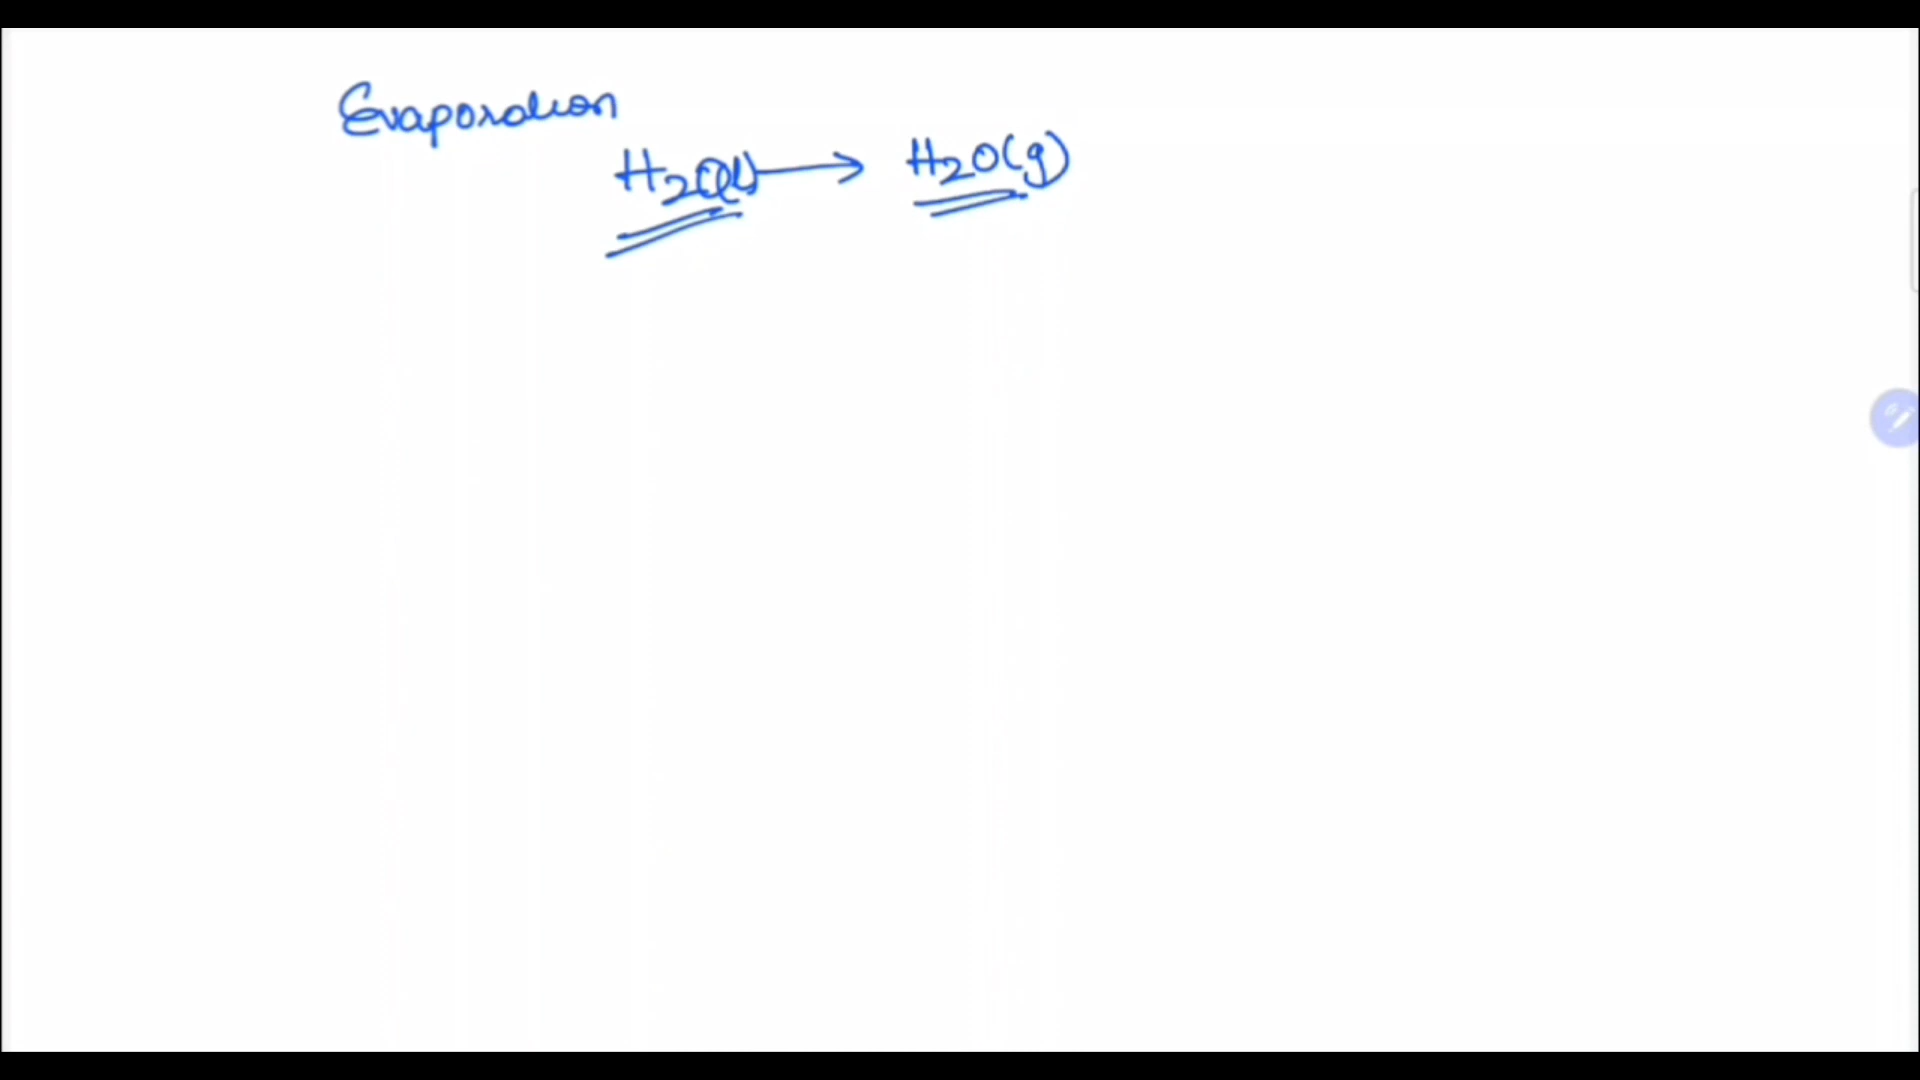 Evaporation
H₂O(l) → H₂O(g)